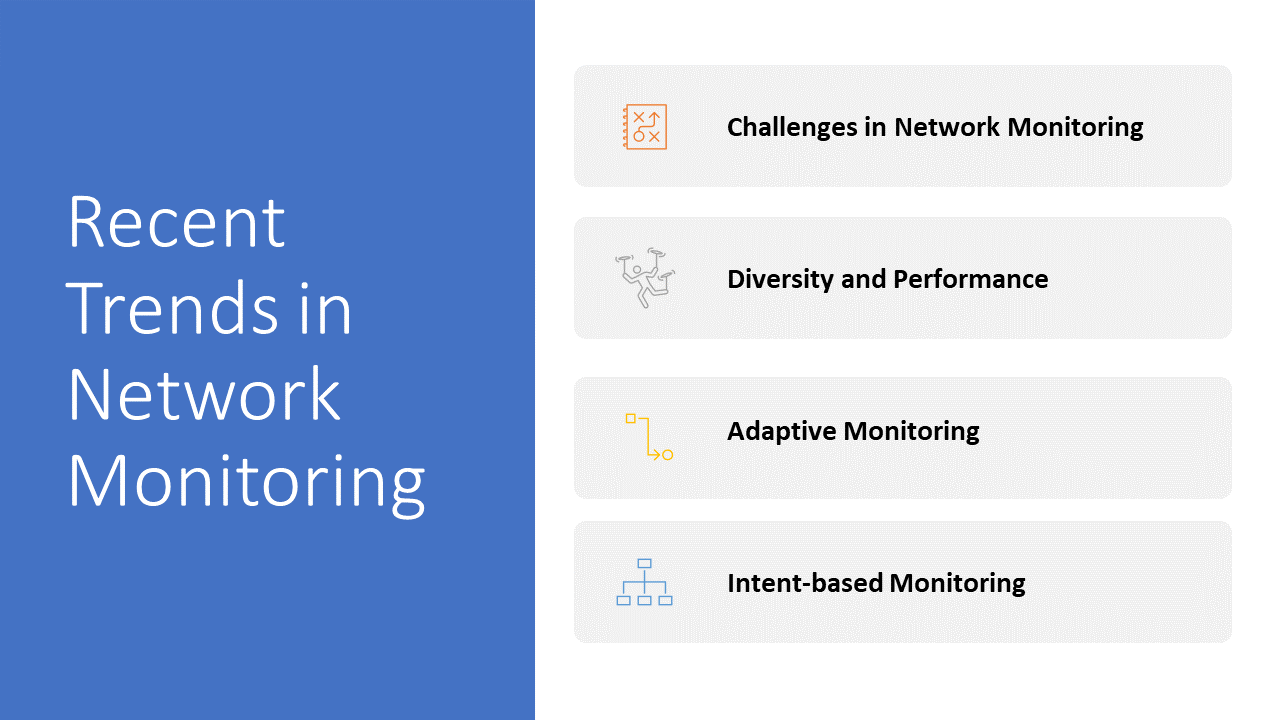 Recent
Trends in
Network
Monitoring
Challenges in Network Monitoring
Diversity and Performance
Adaptive Monitoring
Intent-based Monitoring